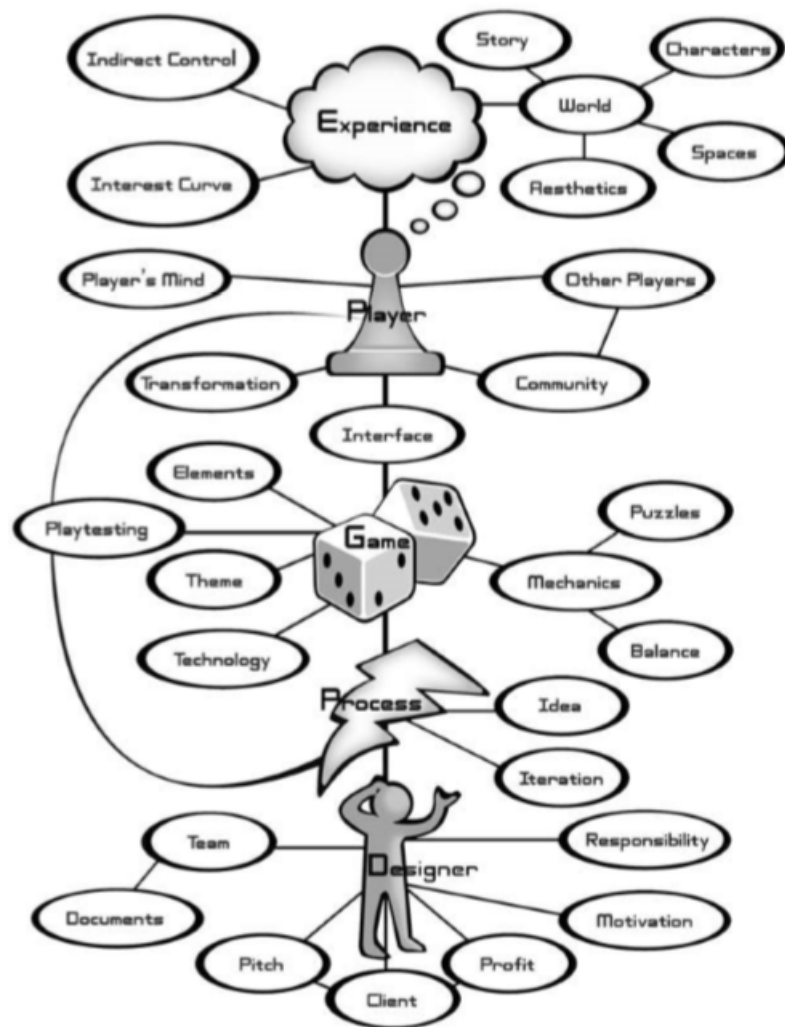 Story
Characters
Indirect Control
World
Experience
Spaces
Interest Curve
Aesthetics
Player's Mind
Other Players
Player
Transformation
Community
Interface
Elements
Puzzles
Playtesting
Game
Theme
Mechanics
Technology
Balance
Process
Idea
Iteration
Team
Responsibility
Designer
Documents
Motivation
Pitch
Profit
Client